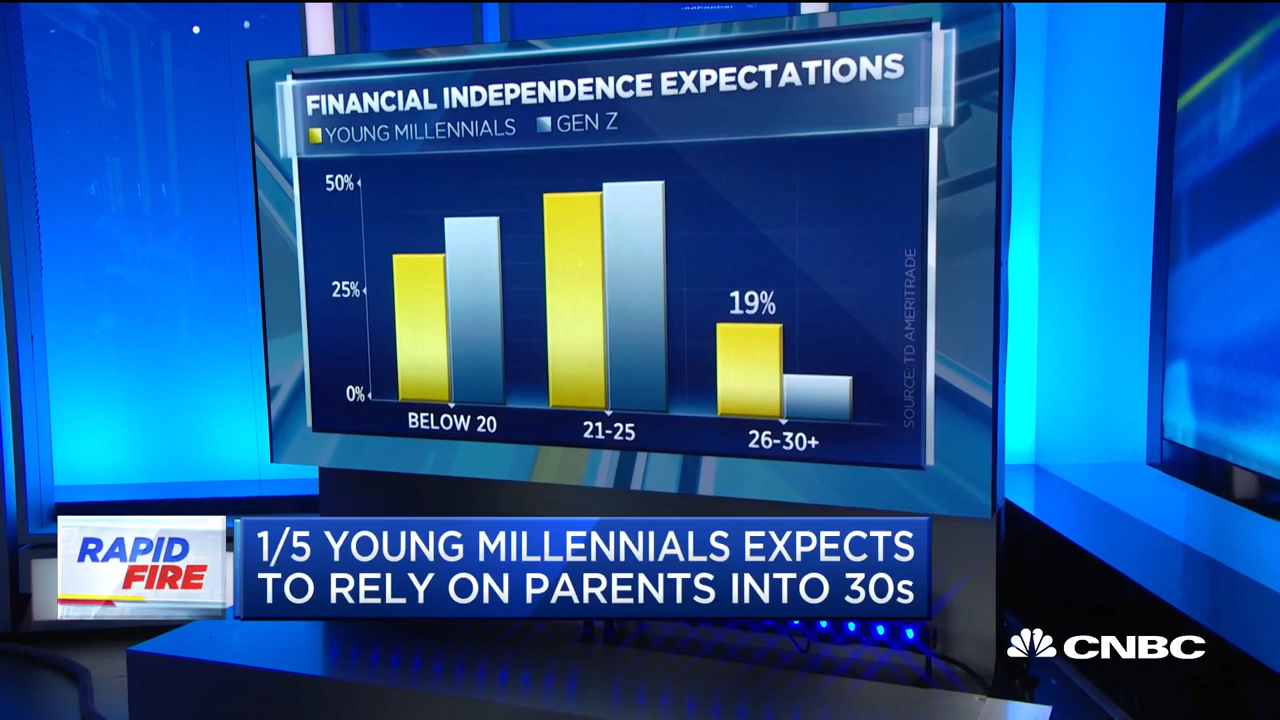 FINANCIAL INDEPENDENCE EXPECTATIONS
YOUNG MILLENNIALS GEN Z
50%
25%
0%
19%
BELOW 20
21-25
26-30+
SOURCE: TD AMERITRADE
RAPID
FIRE
1/5 YOUNG MILLENNIALS EXPECTS
TO RELY ON PARENTS INTO 30s
CNBC